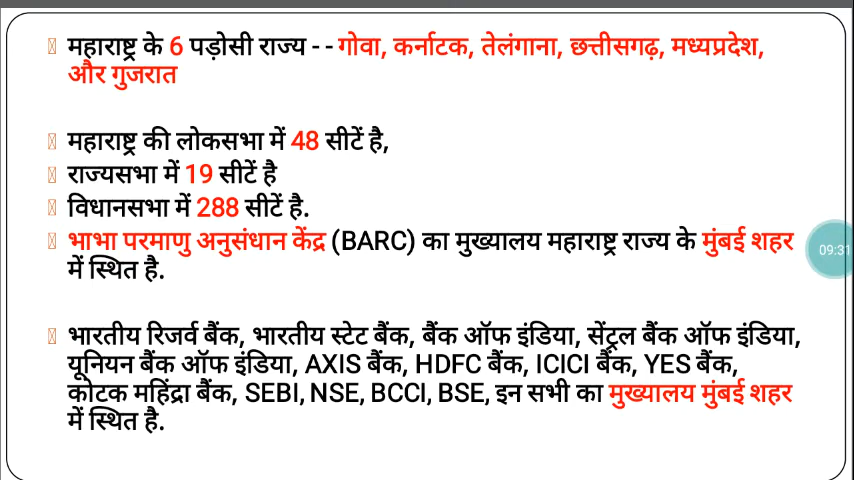 महाराष्ट्र के 6 पड़ोसी राज्य - - गोवा, कर्नाटक, तेलंगाना, छत्तीसगढ़, मध्यप्रदेश,
और गुजरात
महाराष्ट्र की लोकसभा में 48 सीटें है,
राज्यसभा में 19 सीटें है
विधानसभा में 288 सीटें है.
भाभा परमाणु अनुसंधान केंद्र (BARC) का मुख्यालय महाराष्ट्र राज्य के मुंबई शहर
में स्थित है.
09:31
भारतीय रिजर्व बैंक, भारतीय स्टेट बैंक, बैंक ऑफ इंडिया, सेंट्रल बैंक ऑफ इंडिया,
यूनियन बैंक ऑफ इंडिया, AXIS बैंक, HDFC बैंक, ICICI बैंक, YES बैंक,
कोटक महिंद्रा बैंक, SEBI, NSE, BCCI, BSE, इन सभी का मुख्यालय मुंबई शहर
में स्थित है.